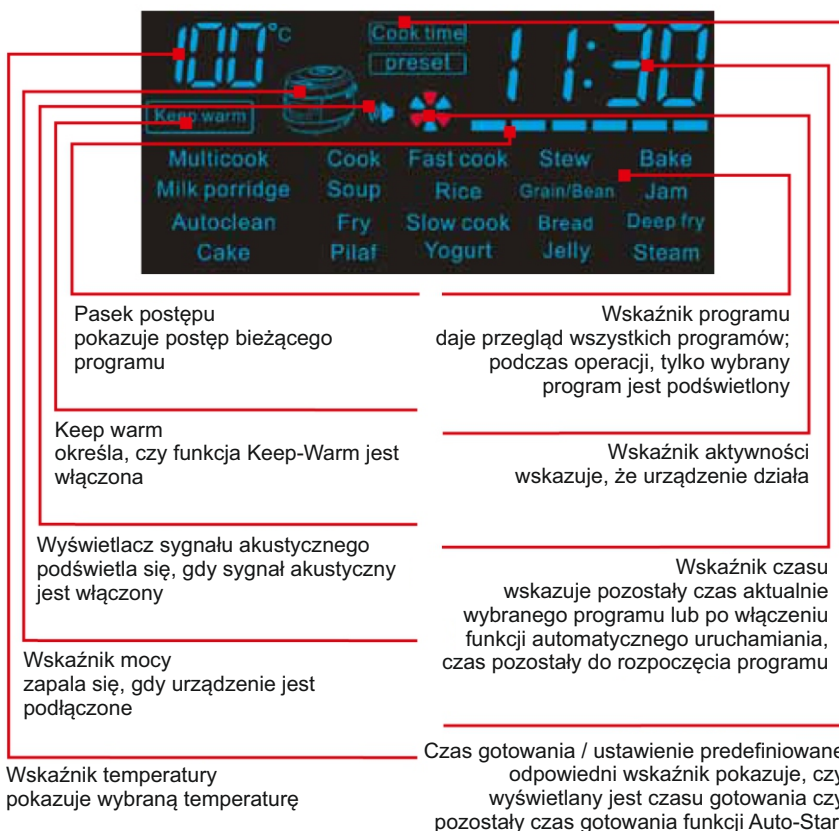 100°C
Cook time
preset
11:30
Keep warm
Multicook Cook Fast cook Stew Bake
Milk porridge Soup Rice Grain/Bean Jam
Autoclean Fry Slow cook Bread Deep fry
Cake Pilaf Yogurt Jelly Steam
Pasek postępu
pokazuje postęp bieżącego
programu
Wskaźnik programu
daje przegląd wszystkich programów;
podczas operacji, tylko wybrany
program jest podświetlony
Keep warm
określa, czy funkcja Keep-Warm jest
włączona
Wskaźnik aktywności
wskazuje, że urządzenie działa
Wyświetlacz sygnału akustycznego
podświetla się, gdy sygnał akustyczny
jest włączony
Wskaźnik czasu
wskazuje pozostały czas aktualnie
wybranego programu lub po włączeniu
funkcji automatycznego uruchamiania,
czas pozostały do rozpoczęcia programu
Wskaźnik mocy
zapala się, gdy urządzenie jest
podłączone
Wskaźnik temperatury
pokazuje wybraną temperaturę
Czas gotowania / ustawienie predefiniowane
odpowiedni wskaźnik pokazuje, czy
wyświetlany jest czasu gotowania czy
pozostały czas gotowania funkcji Auto-Star